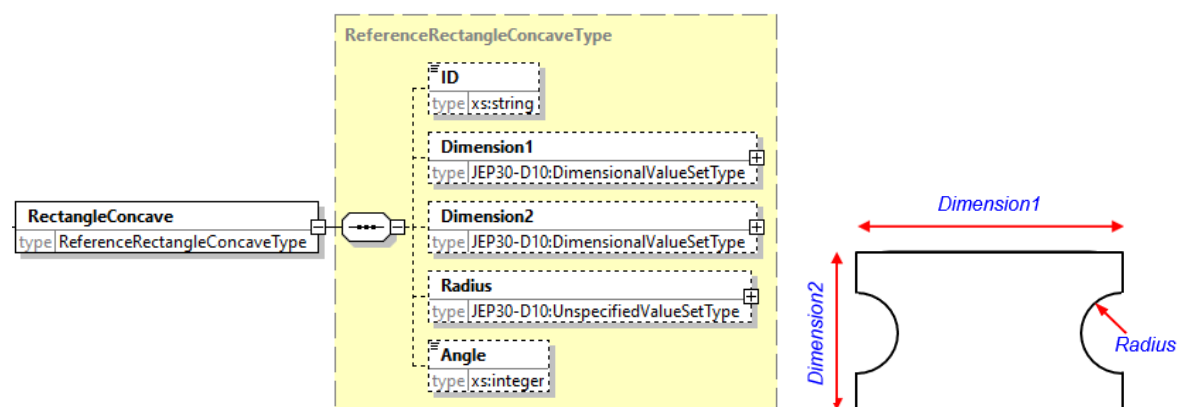 ReferenceRectangleConcaveType
ID
type xs:string
Dimension1
type JEP30-D10:DimensionalValueSetType
Dimension2
type JEP30-D10:DimensionalValueSetType
RectangleConcave
type ReferenceRectangleConcaveType
Radius
type JEP30-D10:UnspecifiedValueSetType
Angle
type xs:integer
Dimension1
Dimension2
Radius